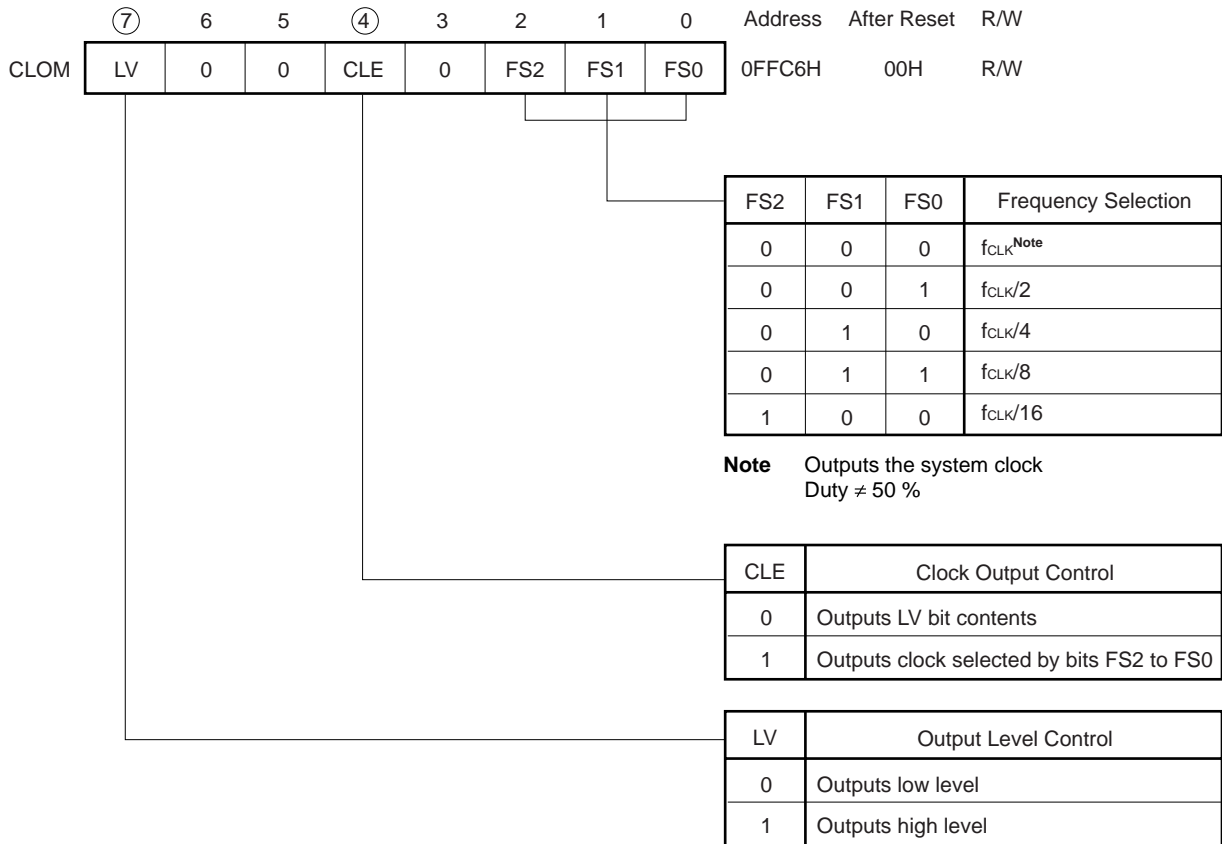 ⑦ 6 5 ④ 3 2 1 0 Address After Reset R/W
CLOM LV 0 0 CLE 0 FS2 FS1 FS0 0FFC6H 00H R/W
FS2 FS1 FS0 Frequency Selection
0 0 0 fCLK Note
0 0 1 fCLK/2
0 1 0 fCLK/4
0 1 1 fCLK/8
1 0 0 fCLK/16
Note Outputs the system clock
Duty ≠ 50 %
CLE Clock Output Control
0 Outputs LV bit contents
1 Outputs clock selected by bits FS2 to FS0
LV Output Level Control
0 Outputs low level
1 Outputs high level